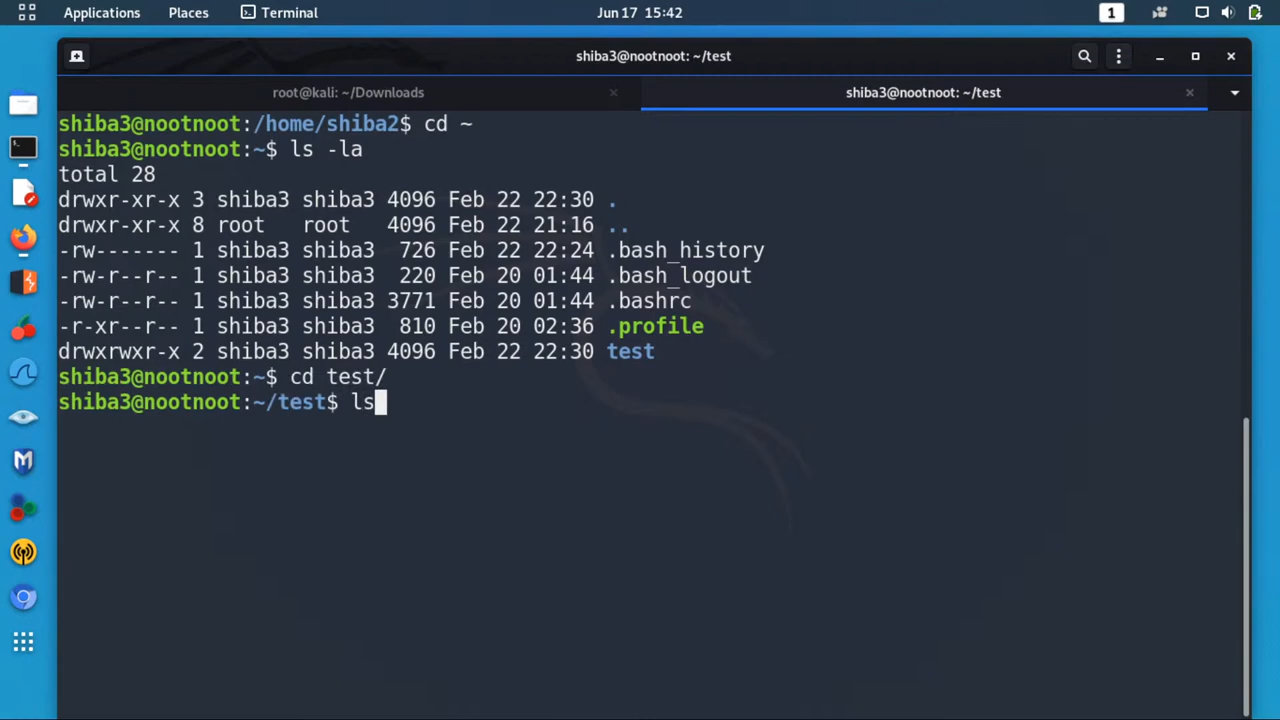 Applications Places Terminal Jun 17 15:42 1
shiba3@nootnoot: ~/test
root@kali: ~/Downloads shiba3@nootnoot: ~/test
shiba3@nootnoot:/home/shiba2$ cd ~
shiba3@nootnoot:~$ ls -la
total 28
drwxr-xr-x 3 shiba3 shiba3 4096 Feb 22 22:30 .
drwxr-xr-x 8 root   root   4096 Feb 22 21:16 ..
-rw------- 1 shiba3 shiba3  726 Feb 22 22:24 .bash_history
-rw-r--r-- 1 shiba3 shiba3  220 Feb 20 01:44 .bash_logout
-rw-r--r-- 1 shiba3 shiba3 3771 Feb 20 01:44 .bashrc
-r-xr--r-- 1 shiba3 shiba3  810 Feb 20 02:36 .profile
drwxrwxr-x 2 shiba3 shiba3 4096 Feb 22 22:30 test
shiba3@nootnoot:~$ cd test/
shiba3@nootnoot:~/test$ ls